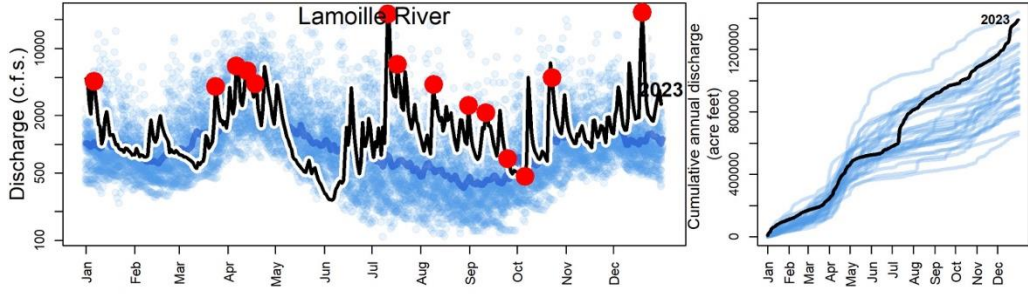 Lamoille River
2023
Discharge (c.f.s.)
10000
2000
500
100
Jan
Feb
Mar
Apr
May
Jun
Jul
Aug
Sep
Oct
Nov
Dec
2023
Cumulative annual discharge
(acre feet)
1200000
800000
400000
0
Jan
Feb
Mar
Apr
May
Jun
Jul
Aug
Sep
Oct
Nov
Dec